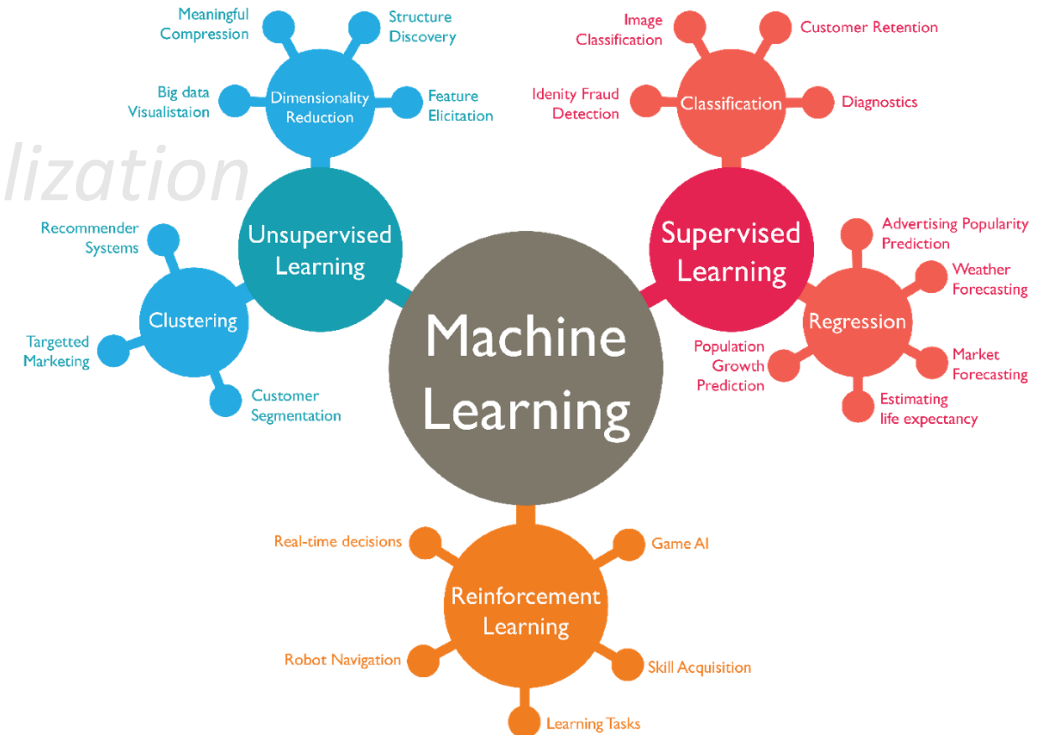 Meaningful
Compression
Structure
Discovery
Big data
Visualistaion
Dimensionality
Reduction
Feature
Elicitation
Image
Classification
Customer Retention
Idenity Fraud
Detection
Classification
Diagnostics
lization
Unsupervised
Learning
Supervised
Learning
Recommender
Systems
Clustering
Targetted
Marketing
Customer
Segmentation
Machine
Learning
Advertising Popularity
Prediction
Weather
Forecasting
Regression
Population
Growth
Prediction
Market
Forecasting
Estimating
life expectancy
Real-time decisions
Game AI
Reinforcement
Learning
Robot Navigation
Skill Acquisition
Learning Tasks